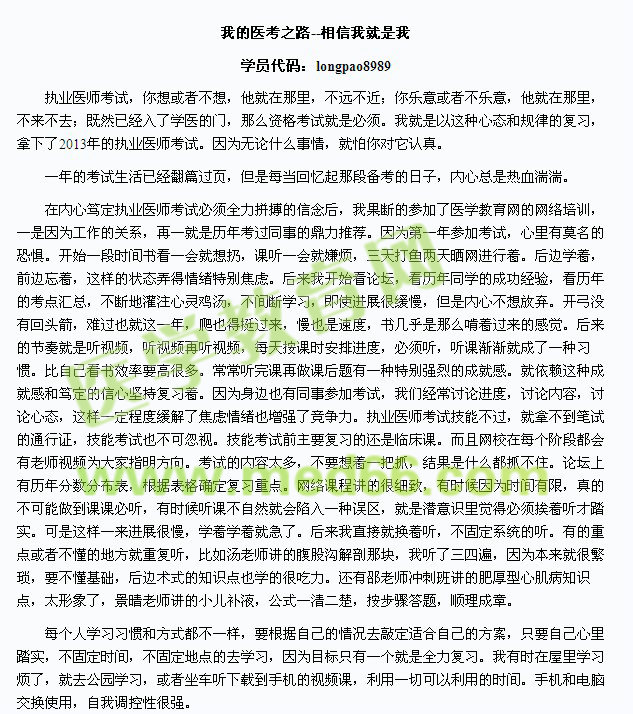 我的医考之路--相信我就是我
学员代码：longpao8989
执业医师考试，你想或者不想，他就在那里，不远不近；你乐意或者不乐意，他就在那里，
不来不去；既然已经入了学医的门，那么资格考试就是必须。我就是以这种心态和规律的复习，
拿下了2013年的执业医师考试。因为无论什么事情，就怕你对它认真。
一年的考试生活已经翻篇过页，但是每当回忆起那段备考的日子，内心总是热血湍湍。
在内心笃定执业医师考试必须全力拼搏的信念后，我果断的参加了医学教育网的网络培训，
一是因为工作的关系，再一就是历年考过同事的鼎力推荐。因为第一年参加考试，心里有莫名的
恐惧。开始一段时间书看一会就想扔，课听一会就嫌烦，三天打鱼两天晒网进行着。后边学着，
前边忘着，这样的状态弄得情绪特别焦虑。后来我开始看论坛，看历年同学的成功经验，看历年
的考点汇总，不断地灌注心灵鸡汤，不间断学习，即使进展很缓慢，但是内心不想放弃。开弓没
有回头箭，难过也就这一年，爬也得挺过来，慢也是速度，书几乎是那么啃着过来的感觉。后来
的节奏就是听视频，听视频再听视频，每天按课时安排进度，必须听，听课渐渐就成了一种习
惯。比自己看书效率要高很多。常常听完课再做课后题有一种特别强烈的成就感。就依赖这种成
就感和笃定的信心坚持复习着。因为身边也有同事参加考试，我们经常讨论进度，讨论内容，讨
论心态，这样一定程度缓解了焦虑情绪也增强了竞争力。执业医师考试技能不过，就拿不到笔试
的通行证，技能考试也不可忽视。技能考试前主要复习的还是临床课。而且网校在每个阶段都会
有老师视频为大家指明方向。考试的内容太多，不要想着一把抓，结果是什么都抓不住。论坛上
有历年分数分布表，根据表格确定复习重点。网络课程讲的很细致，有时候因为时间有限，真的
不可能做到课课必听，有时候听课不自然就会陷入一种误区，就是潜意识里觉得必须挨着听才踏
实。可是这样一来进展很慢，学着学着就急了。后来我直接就换着听，不固定系统的听。有的重
点或者不懂的地方就重复听，比如汤老师讲的腹股沟解剖那块，我听了三四遍，因为本来就很繁
琐，要不懂基础，后边术式的知识点也学的很吃力。还有邵老师冲刺班讲的肥厚型心肌病知识
点，太形象了，景晴老师讲的小儿补液，公式一清二楚，按步骤答题，顺理成章。
每个人学习习惯和方式都不一样，要根据自己的情况去敲定适合自己的方案，只要自己心里
踏实，不固定时间，不固定地点的去学习，因为目标只有一个就是全力复习。我有时在屋里学习
烦了，就去公园学习，或者坐车听下载到手机的视频课，利用一切可以利用的时间。手机和电脑
交换使用，自我调控性很强。
医学教育网
www.med66.com